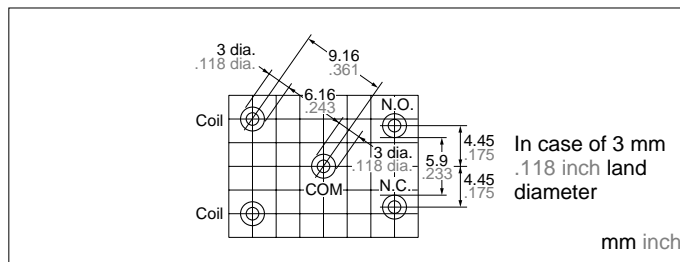 3 dia.
.118 dia.
9.16
.361
6.16
.243
N.O.
Coil
3 dia.
.118 dia.
5.9
.233
4.45
.175
In case of 3 mm
.118 inch land
diameter
COM
N.C.
4.45
.175
Coil
mm inch